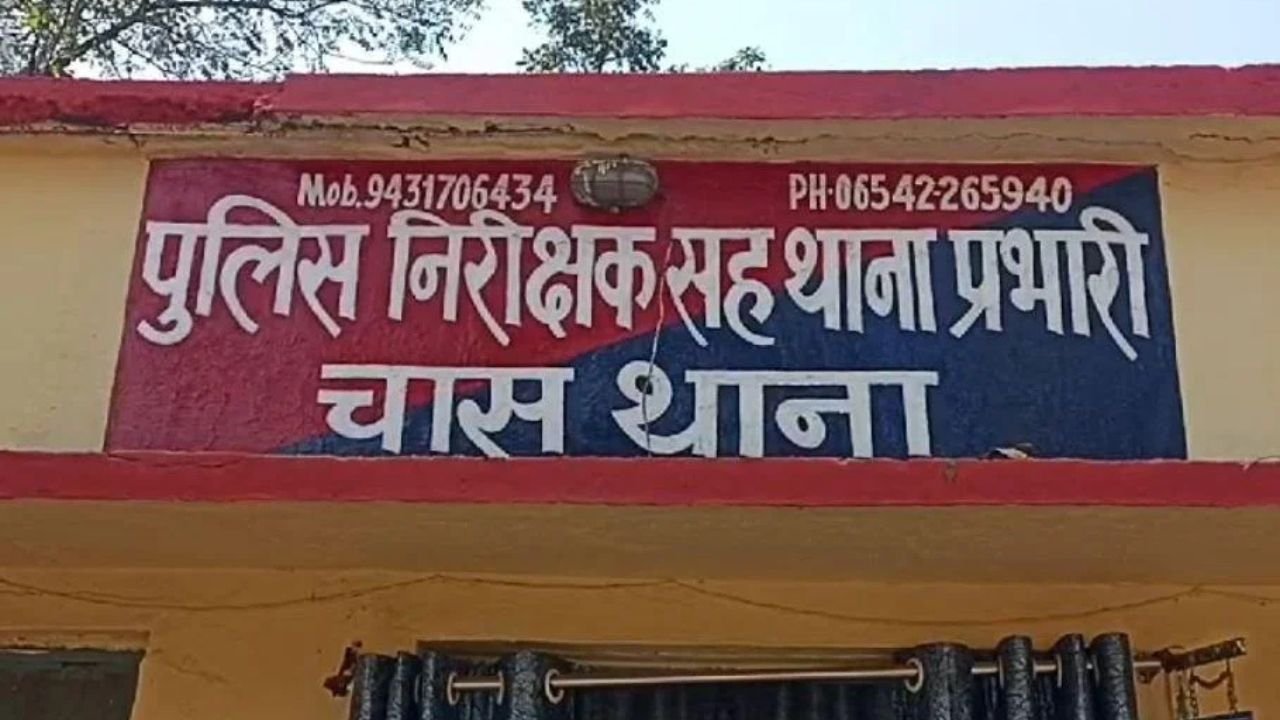 Mob.9431706434 PH-06542-265940
पुलिस निरीक्षक सह थाना प्रभारी
चास थाना